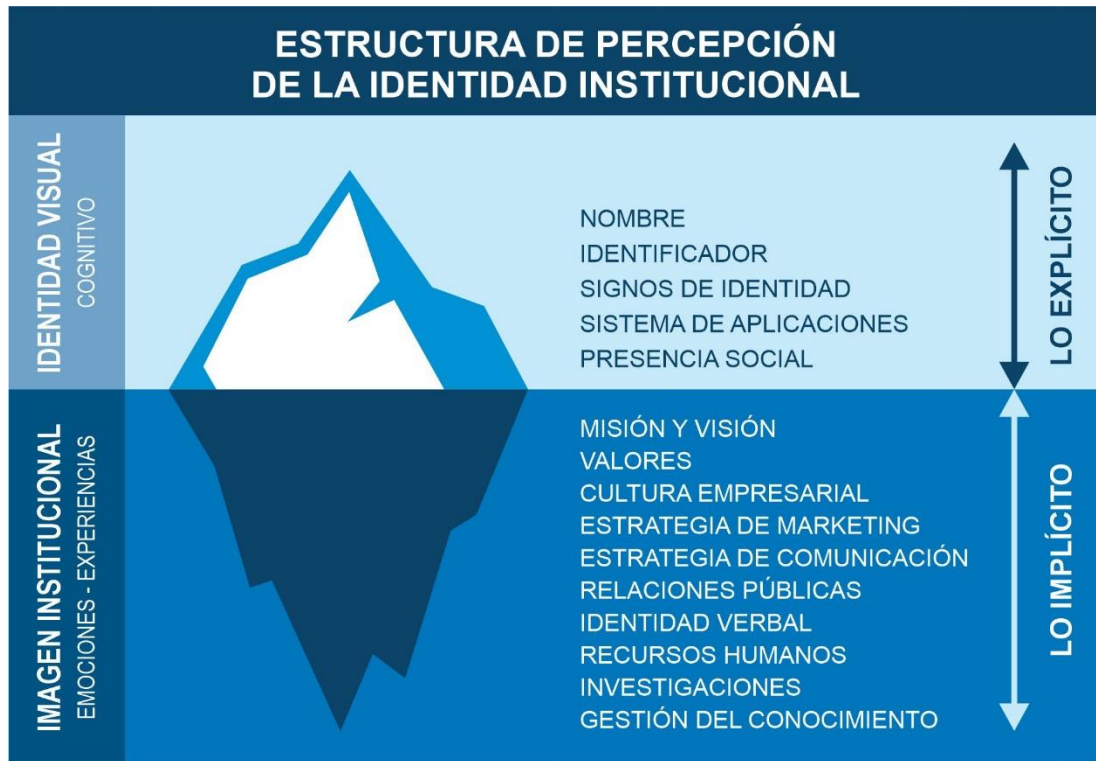 ESTRUCTURA DE PERCEPCIÓN
DE LA IDENTIDAD INSTITUCIONAL
IDENTIDAD VISUAL
COGNITIVO
NOMBRE
IDENTIFICADOR
SIGNOS DE IDENTIDAD
SISTEMA DE APLICACIONES
PRESENCIA SOCIAL
LO EXPLÍCITO
IMAGEN INSTITUCIONAL
EMOCIONES - EXPERIENCIAS
MISIÓN Y VISIÓN
VALORES
CULTURA EMPRESARIAL
ESTRATEGIA DE MARKETING
ESTRATEGIA DE COMUNICACIÓN
RELACIONES PÚBLICAS
IDENTIDAD VERBAL
RECURSOS HUMANOS
INVESTIGACIONES
GESTIÓN DEL CONOCIMIENTO
LO IMPLÍCITO